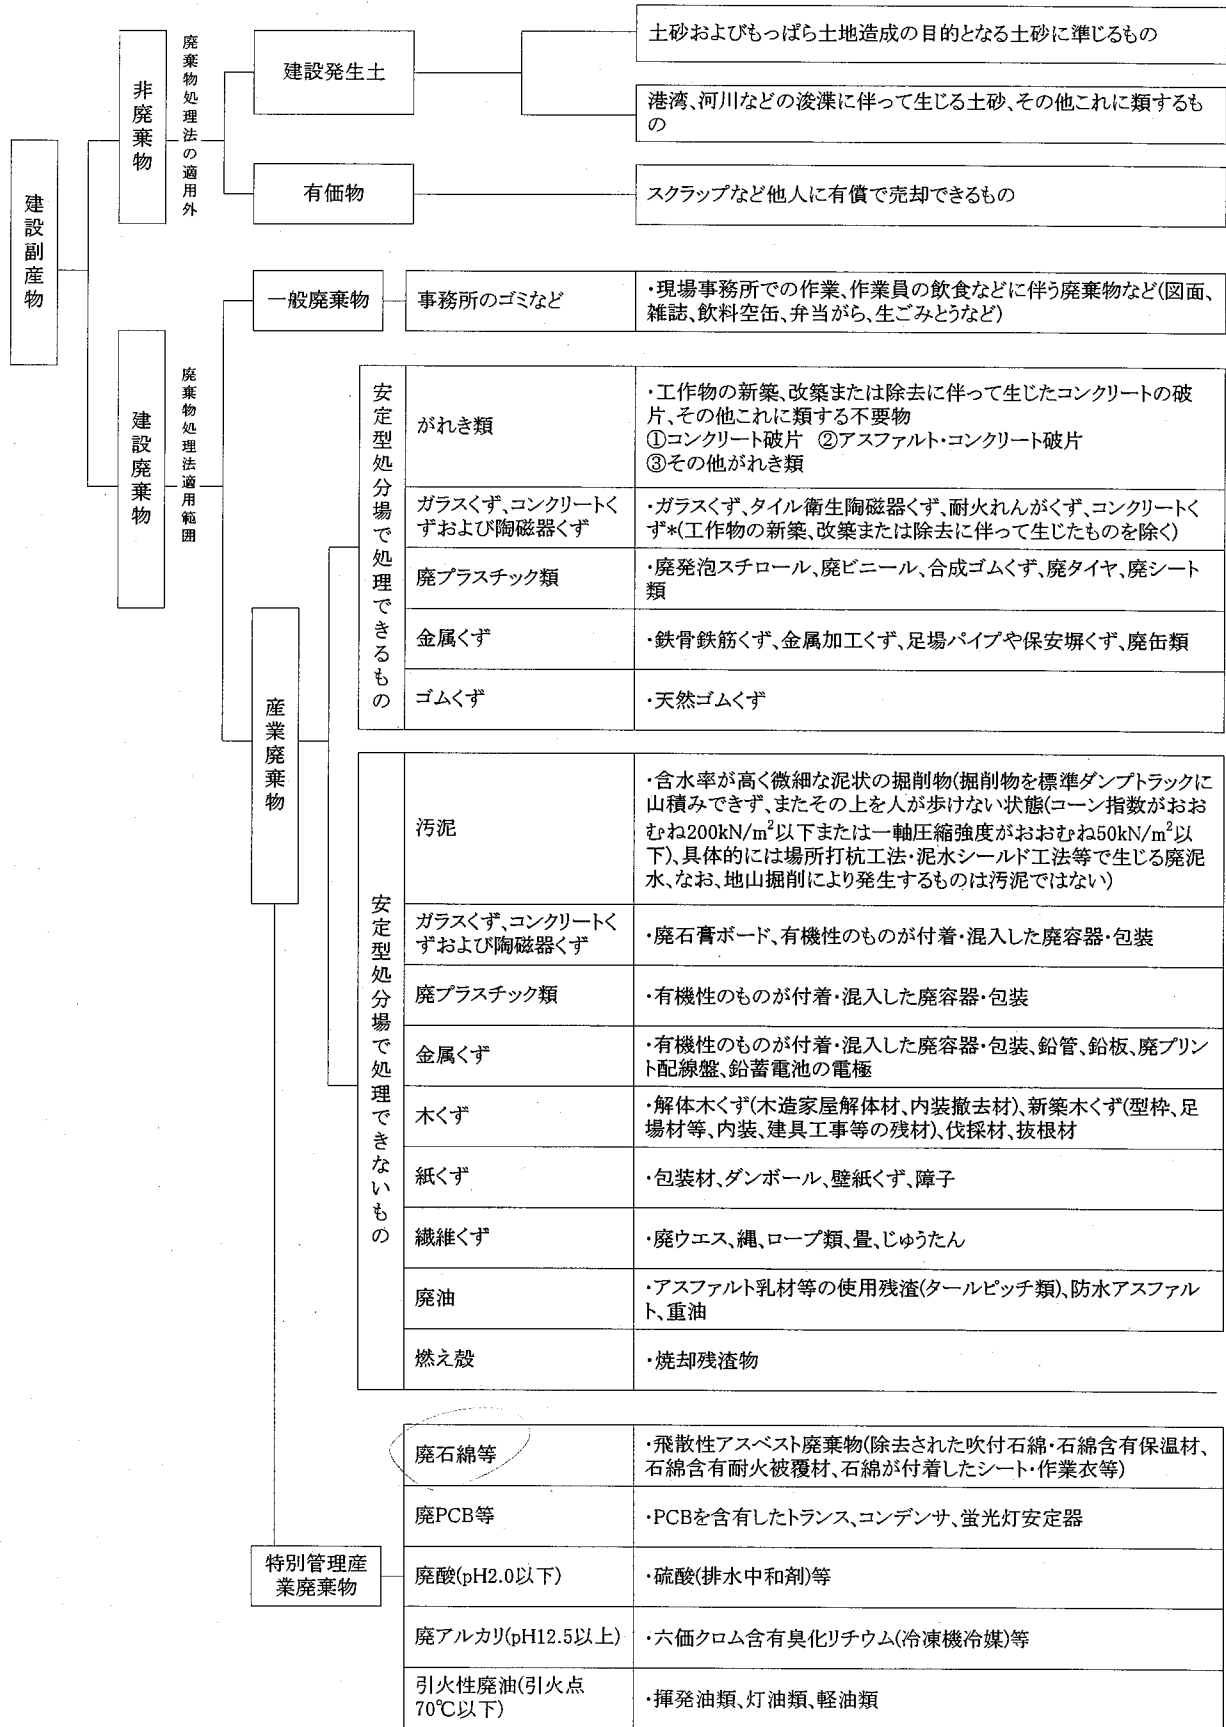 建設副産物
非廃棄物
廃棄物処理法の適用外
建設発生土
土砂およびもっぱら土地造成の目的となる土砂に準じるもの
港湾、河川などの浚渫に伴って生じる土砂、その他これに類するも
の
有価物
スクラップなど他人に有償で売却できるもの
建設廃棄物
廃棄物処理法適用範囲
一般廃棄物
事務所のゴミなど
・現場事務所での作業、作業員の飲食などに伴う廃棄物など(図面、
雑誌、飲料空缶、弁当がら、生ごみとうなど)
産業廃棄物
安定型処分場で処理できるもの
がれき類
・工作物の新築、改築または除去に伴って生じたコンクリートの破
片、その他これに類する不要物
①コンクリート破片 ②アスファルト・コンクリート破片
③その他がれき類
ガラスくず、コンクリートく
ずおよび陶磁器くず
・ガラスくず、タイル衛生陶磁器くず、耐火れんがくず、コンクリートく
ず*(工作物の新築、改築または除去に伴って生じたものを除く)
廃プラスチック類
・廃発泡スチロール、廃ビニール、合成ゴムくず、廃タイヤ、廃シート
類
金属くず
・鉄骨鉄筋くず、金属加工くず、足場パイプや保安塀くず、廃缶類
ゴムくず
・天然ゴムくず
安定型処分場で処理できないもの
汚泥
・含水率が高く微細な泥状の掘削物(掘削物を標準ダンプトラックに
山積みできず、またその上を人が歩けない状態(コーン指数がおお
むね200kN/m²以下または一軸圧縮強度がおおむね50kN/m²以
下)、具体的には場所打杭工法・泥水シールド工法等で生じる廃泥
水、なお、地山掘削により発生するものは汚泥ではない)
ガラスくず、コンクリートく
ずおよび陶磁器くず
・廃石膏ボード、有機性のものが付着・混入した廃容器・包装
廃プラスチック類
・有機性のものが付着・混入した廃容器・包装
金属くず
・有機性のものが付着・混入した廃容器・包装、鉛管、鉛板、廃プリン
ト配線盤、鉛蓄電池の電極
木くず
・解体木くず(木造家屋解体材、内装撤去材)、新築木くず(型枠、足
場材等、内装、建具工事等の残材)、伐採材、抜根材
紙くず
・包装材、ダンボール、壁紙くず、障子
繊維くず
・廃ウエス、縄、ロープ類、畳、じゅうたん
廃油
・アスファルト乳材等の使用残渣(タールピッチ類)、防水アスファル
ト、重油
燃え殻
・焼却残渣物
特別管理産
業廃棄物
廃石綿等
・飛散性アスベスト廃棄物(除去された吹付石綿・石綿含有保温材、
石綿含有耐火被覆材、石綿が付着したシート・作業衣等)
廃PCB等
・PCBを含有したトランス、コンデンサ、蛍光灯安定器
廃酸(pH2.0以下)
・硫酸(排水中和剤)等
廃アルカリ(pH12.5以上)
・六価クロム含有臭化リチウム(冷凍機冷媒)等
引火性廃油(引火点
70℃以下)
・揮発油類、灯油類、軽油類